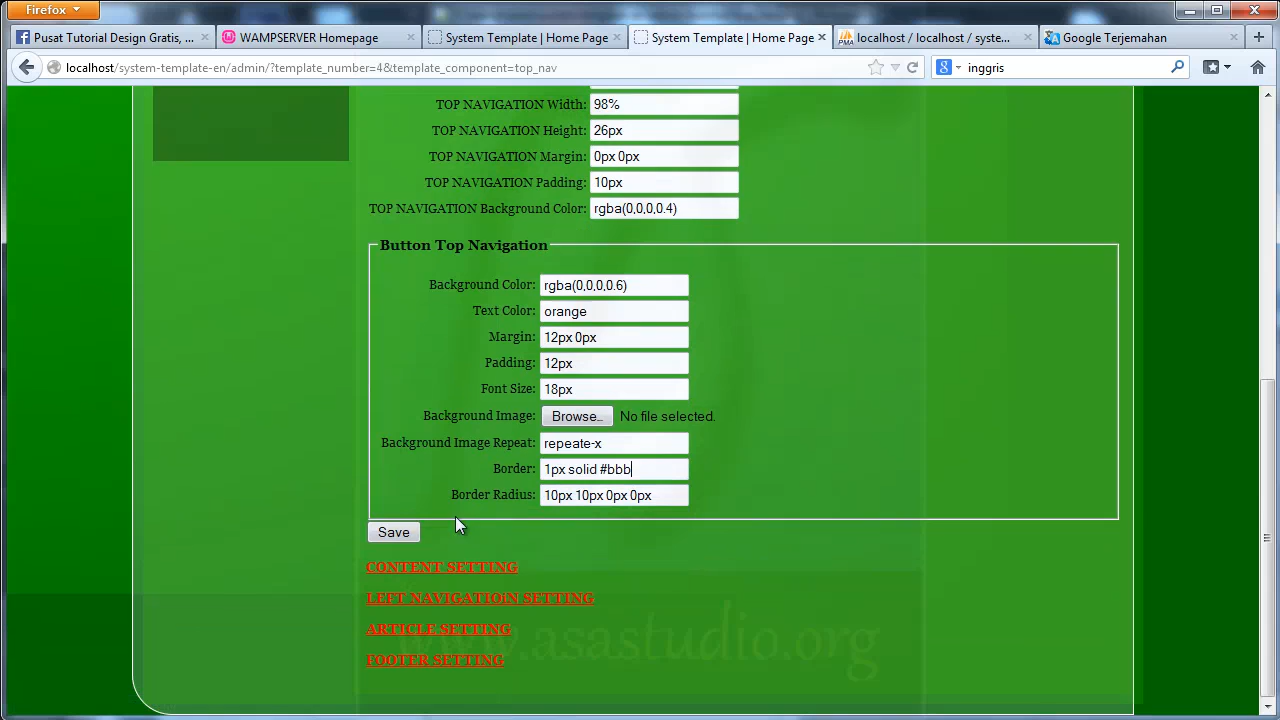 Firefox
Pusat Tutorial Design Gratis, ...
WAMPSERVER Homepage
System Template | Home Page
System Template | Home Page
localhost / localhost / syste...
Google Terjemahan
localhost/system-template-en/admin/?template_number=4&template_component=top_nav
inggris
TOP NAVIGATION Width: 98%
TOP NAVIGATION Height: 26px
TOP NAVIGATION Margin: 0px 0px
TOP NAVIGATION Padding: 10px
TOP NAVIGATION Background Color: rgba(0,0,0,0.4)
Button Top Navigation
Background Color: rgba(0,0,0,0.6)
Text Color: orange
Margin: 12px 0px
Padding: 12px
Font Size: 18px
Background Image: Browse... No file selected.
Background Image Repeat: repeate-x
Border: 1px solid #bbb
Border Radius: 10px 10px 0px 0px
Save
CONTENT SETTING
LEFT NAVIGATIOiN SETTING
ARTICLE SETTING
www.asastudio.org
FOOTER SETTING